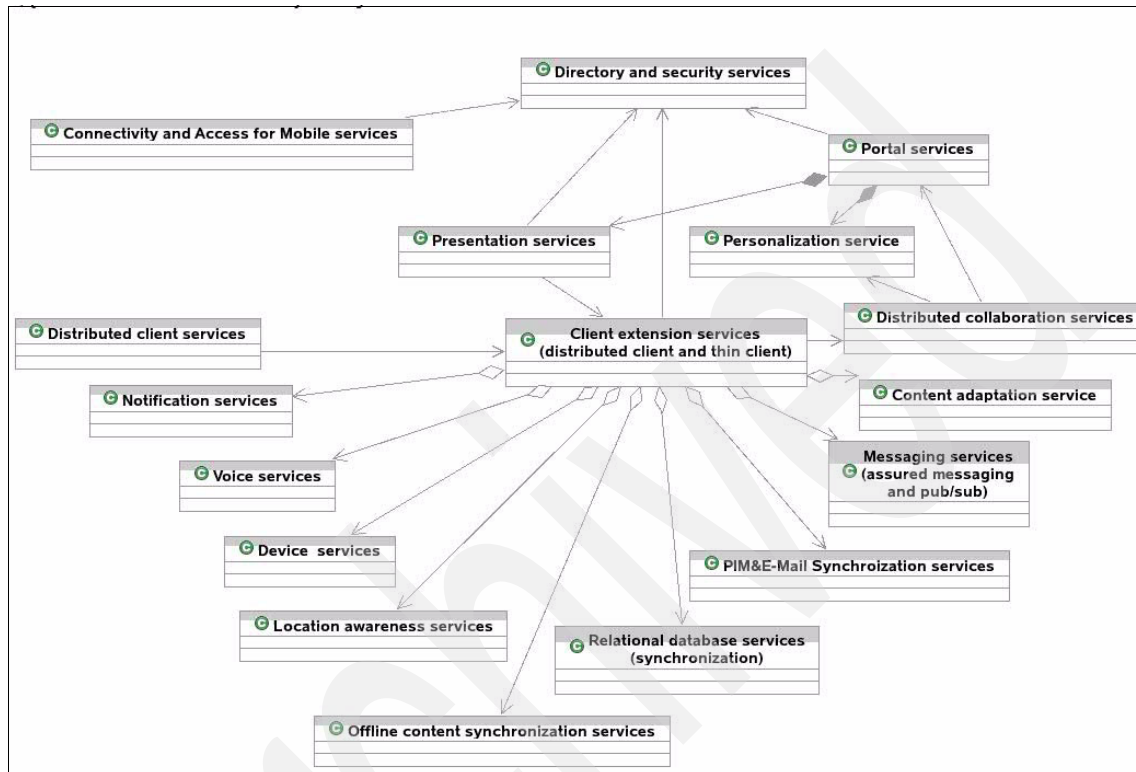 Directory and security services
Connectivity and Access for Mobile services
Portal services
Presentation services
Personalization service
Distributed collaboration services
Distributed client services
Client extension services
(distributed client and thin client)
Notification services
Content adaptation service
Messaging services
(assured messaging
and pub/sub)
Voice services
Device services
PIM&E-Mail Synchroization services
Location awareness services
Relational database services
(synchronization)
Offline content synchronization services